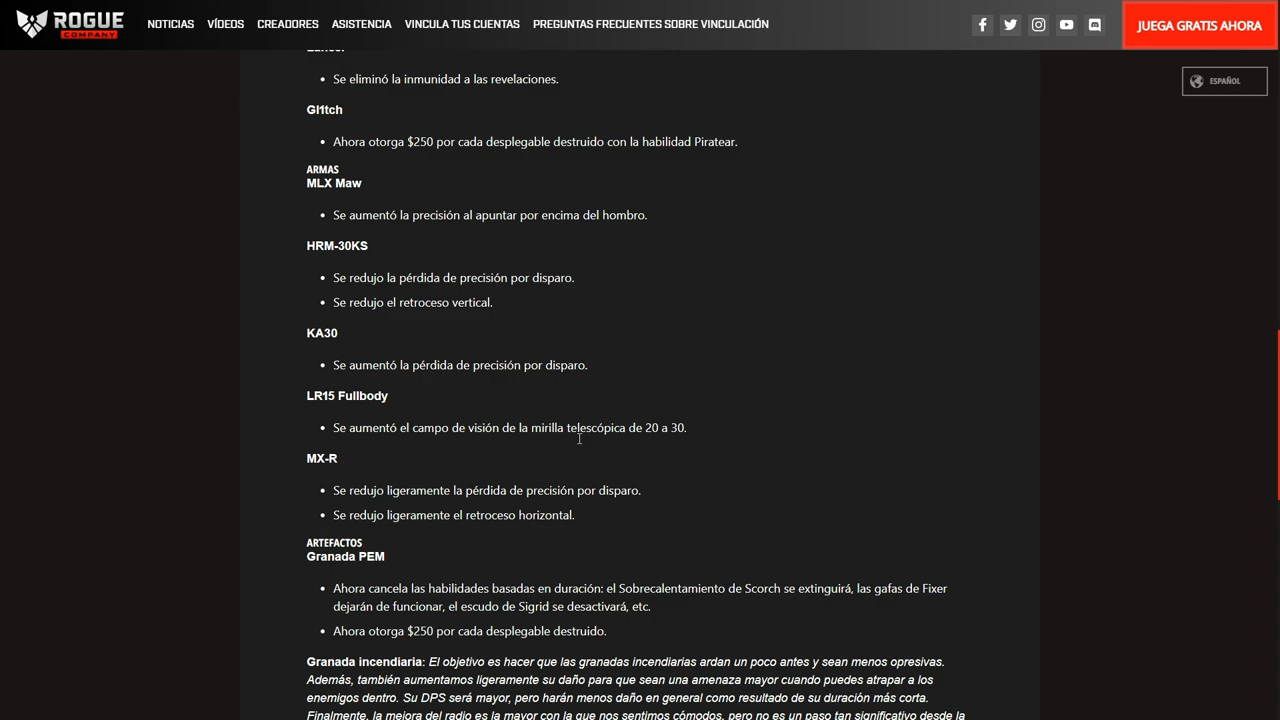 ROGUE
COMPANY
NOTICIAS
VÍDEOS
CREADORES
ASISTENCIA
VINCULA TUS CUENTAS
PREGUNTAS FRECUENTES SOBRE VINCULACIÓN
JUEGA GRATIS AHORA
ESPAÑOL
Lancer
Se eliminó la inmunidad a las revelaciones.
Gl1tch
Ahora otorga $250 por cada desplegable destruido con la habilidad Piratear.
ARMAS
MLX Maw
Se aumentó la precisión al apuntar por encima del hombro.
HRM-30KS
Se redujo la pérdida de precisión por disparo.
Se redujo el retroceso vertical.
KA30
Se aumentó la pérdida de precisión por disparo.
LR15 Fullbody
Se aumentó el campo de visión de la mirilla telescópica de 20 a 30.
MX-R
Se redujo ligeramente la pérdida de precisión por disparo.
Se redujo ligeramente el retroceso horizontal.
ARTEFACTOS
Granada PEM
Ahora cancela las habilidades basadas en duración: el Sobrecalentamiento de Scorch se extinguirá, las gafas de Fixer
dejarán de funcionar, el escudo de Sigrid se desactivará, etc.
Ahora otorga $250 por cada desplegable destruido.
Granada incendiaria: El objetivo es hacer que las granadas incendiarias ardan un poco antes y sean menos opresivas.
Además, también aumentamos ligeramente su daño para que sean una amenaza mayor cuando puedes atrapar a los
enemigos dentro. Su DPS será mayor, pero harán menos daño en general como resultado de su duración más corta.
Finalmente, la mejora del radio es la mayor con la que nos sentimos cómodos, pero no es un paso tan significativo desde la